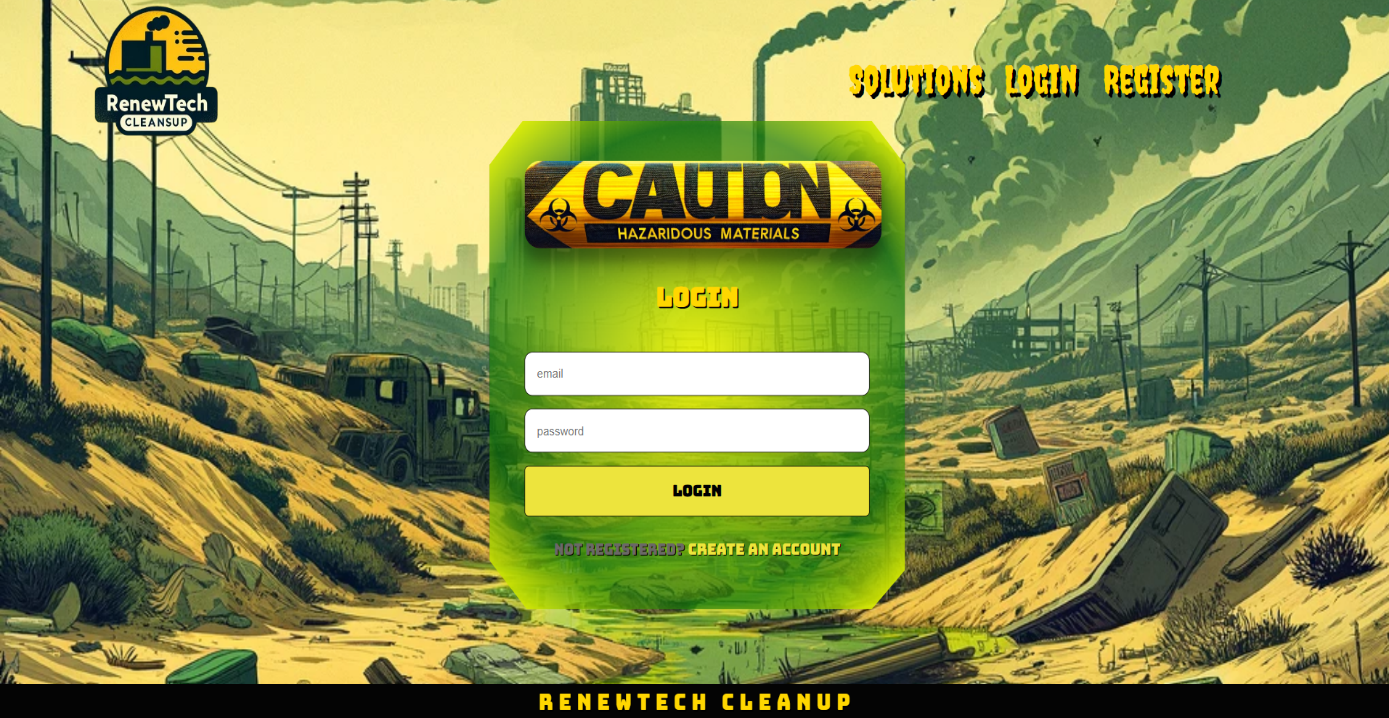 RenewTech
CLEANSUP
SOLUTIONS LOGIN REGISTER
CAUTION
HAZARIDOUS MATERIALS
LOGIN
email
password
LOGIN
NOT REGISTERED? CREATE AN ACCOUNT
RENEWTECH CLEANUP